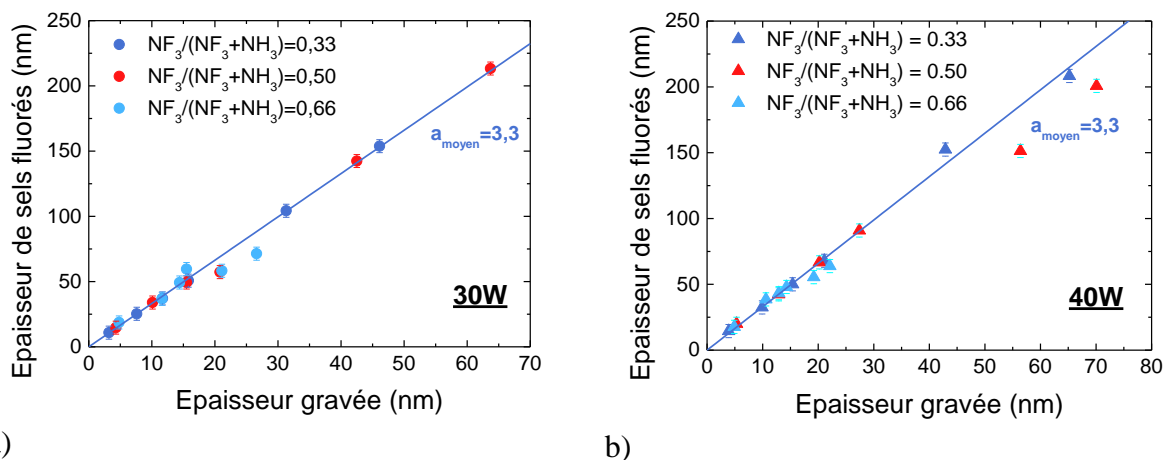 250
200
150
100
50
0
Epaisseur de sels fluorés (nm)
NF3/(NF3+NH3)=0,33
NF3/(NF3+NH3)=0,50
NF3/(NF3+NH3)=0,66
amoyen=3,3
30W
0 10 20 30 40 50 60 70
Epaisseur gravée (nm)
)
250
200
150
100
50
0
Epaisseur de sels fluorés (nm)
NF3/(NF3+NH3) = 0.33
NF3/(NF3+NH3) = 0.50
NF3/(NF3+NH3) = 0.66
amoyen=3,3
40W
0 10 20 30 40 50 60 70 80
Epaisseur gravée (nm)
b)